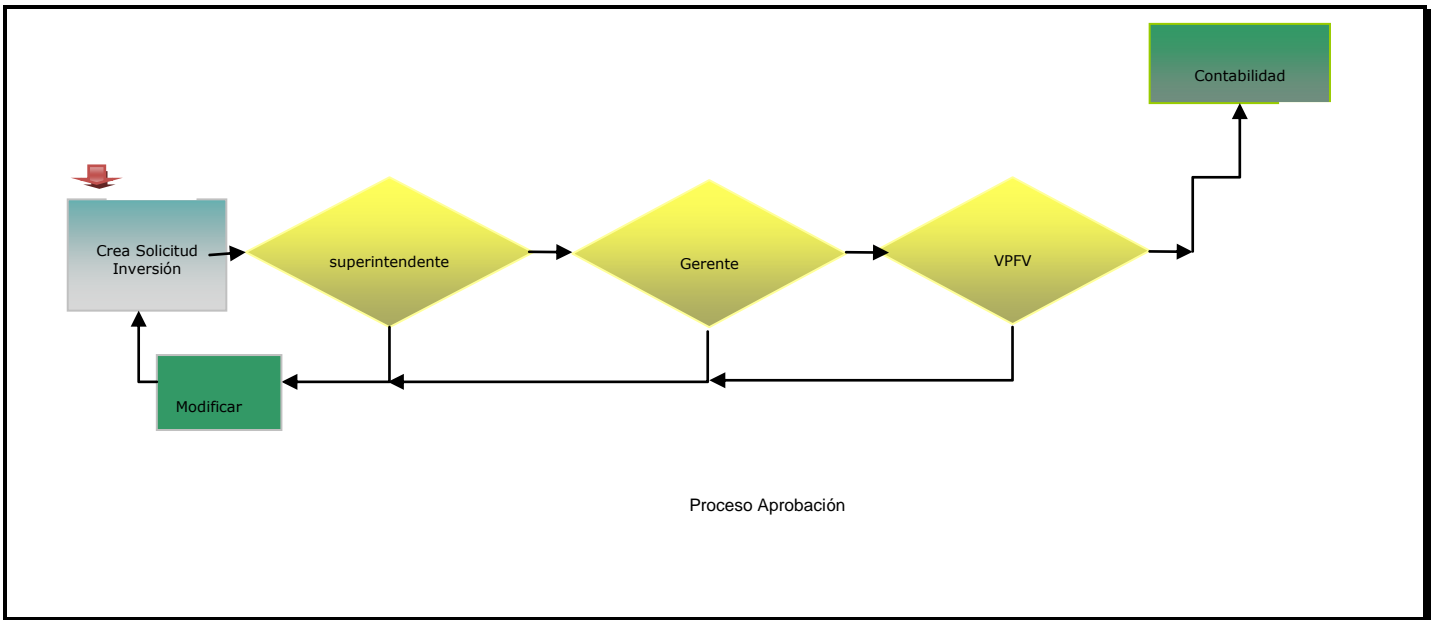 Contabilidad
Crea Solicitud
Inversión
superintendente
Gerente
VPFV
Modificar
Proceso Aprobación